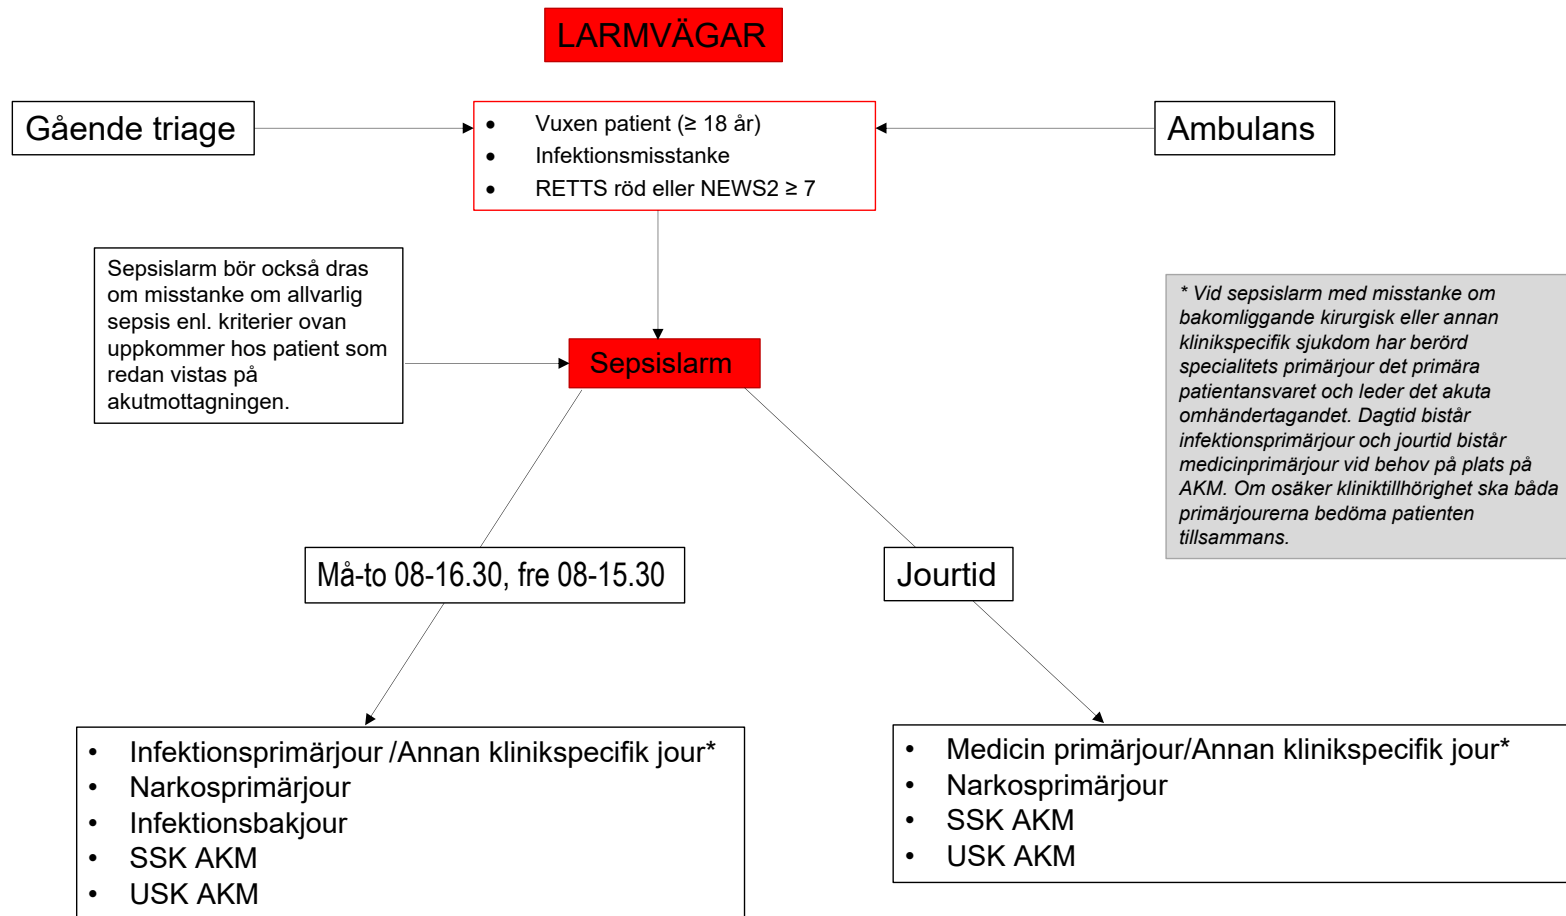 LARMVÄGAR
Gående triage
• Vuxen patient (≥ 18 år)
• Infektionsmisstanke
• RETTS röd eller NEWS2 ≥ 7
Ambulans
Sepsislarm bör också dras
om misstanke om allvarlig
sepsis enl. kriterier ovan
uppkommer hos patient som
redan vistas på
akutmottagningen.
Sepsislarm
* Vid sepsislarm med misstanke om
bakomliggande kirurgisk eller annan
klinikspecifik sjukdom har berörd
specialitets primärjour det primära
patientansvaret och leder det akuta
omhändertagandet. Dagtid bistår
infektionsprimärjour och jourtid bistår
medicinprimärjour vid behov på plats på
AKM. Om osäker kliniktillhörighet ska båda
primärjourerna bedöma patienten
tillsammans.
Må-to 08-16.30, fre 08-15.30
Jourtid
• Infektionsprimärjour /Annan klinikspecifik jour*
• Narkosprimärjour
• Infektionsbakjour
• SSK AKM
• USK AKM
• Medicin primärjour/Annan klinikspecifik jour*
• Narkosprimärjour
• SSK AKM
• USK AKM